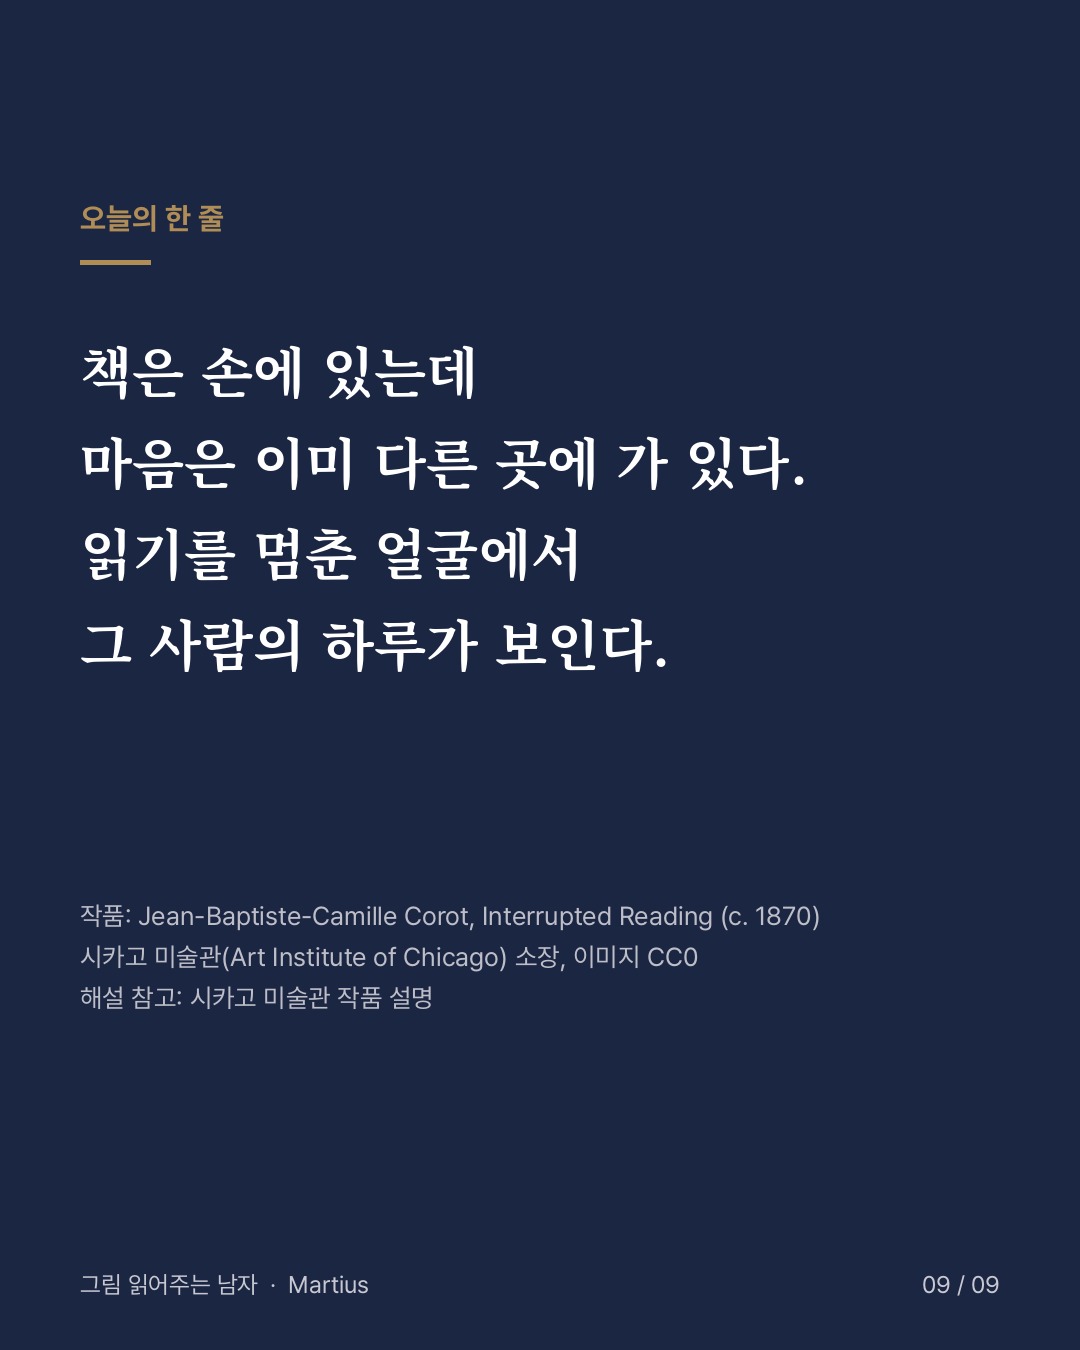 오늘의 한 줄
책은 손에 있는데
마음은 이미 다른 곳에 가 있다.
읽기를 멈춘 얼굴에서
그 사람의 하루가 보인다.
작품: Jean-Baptiste-Camille Corot, Interrupted Reading (c. 1870)
시카고 미술관(Art Institute of Chicago) 소장, 이미지 CC0
해설 참고: 시카고 미술관 작품 설명
그림 읽어주는 남자 · Martius
09 / 09